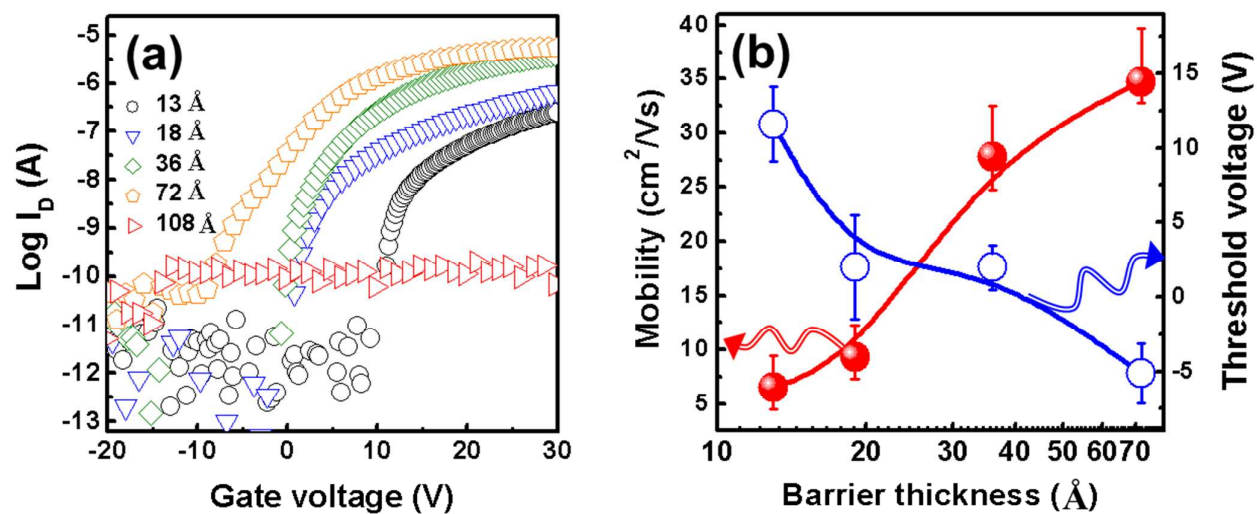 (a)
-5
-6
-7
-8
-9
-10
-11
-12
-13
Log I_D (A)
13 Å
18 Å
36 Å
72 Å
108 Å
-20 -10 0 10 20 30
Gate voltage (V)
(b)
40
35
30
25
20
15
10
5
Mobility (cm²/Vs)
15
10
5
0
-5
Threshold voltage (V)
10 20 30 40 50 60 70
Barrier thickness (Å)